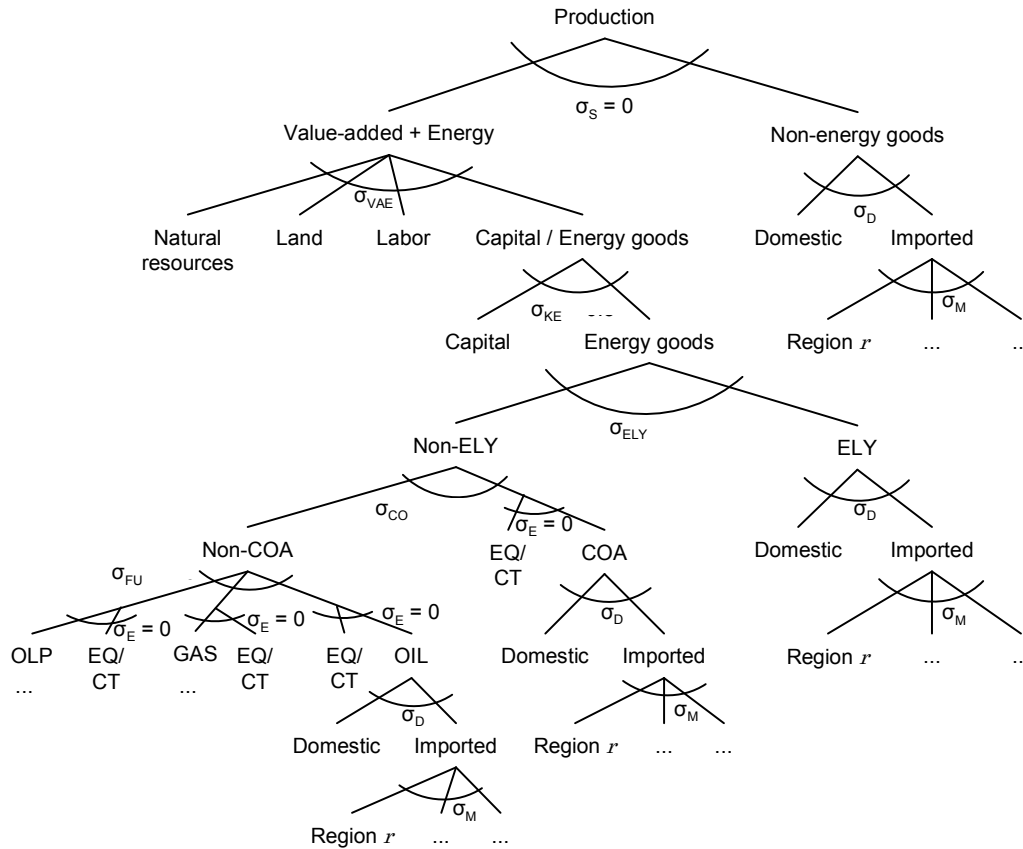 Production
σS = 0
Value-added + Energy
Non-energy goods
σVAE
σD
Natural
resources
Land
Labor
Capital / Energy goods
Domestic
Imported
σKE
σM
Capital
Energy goods
Region r
...
..
σELY
Non-ELY
ELY
σCO
σE = 0
σD
Non-COA
EQ/
CT
COA
Domestic
Imported
σFU
σE = 0
σE = 0
σE = 0
σD
σM
OLP
...
EQ/
CT
GAS
...
EQ/
CT
EQ/
CT
OIL
Domestic
Imported
Region r
...
..
σD
σM
Domestic
Imported
Region r
...
...
σM
Region r
...
...